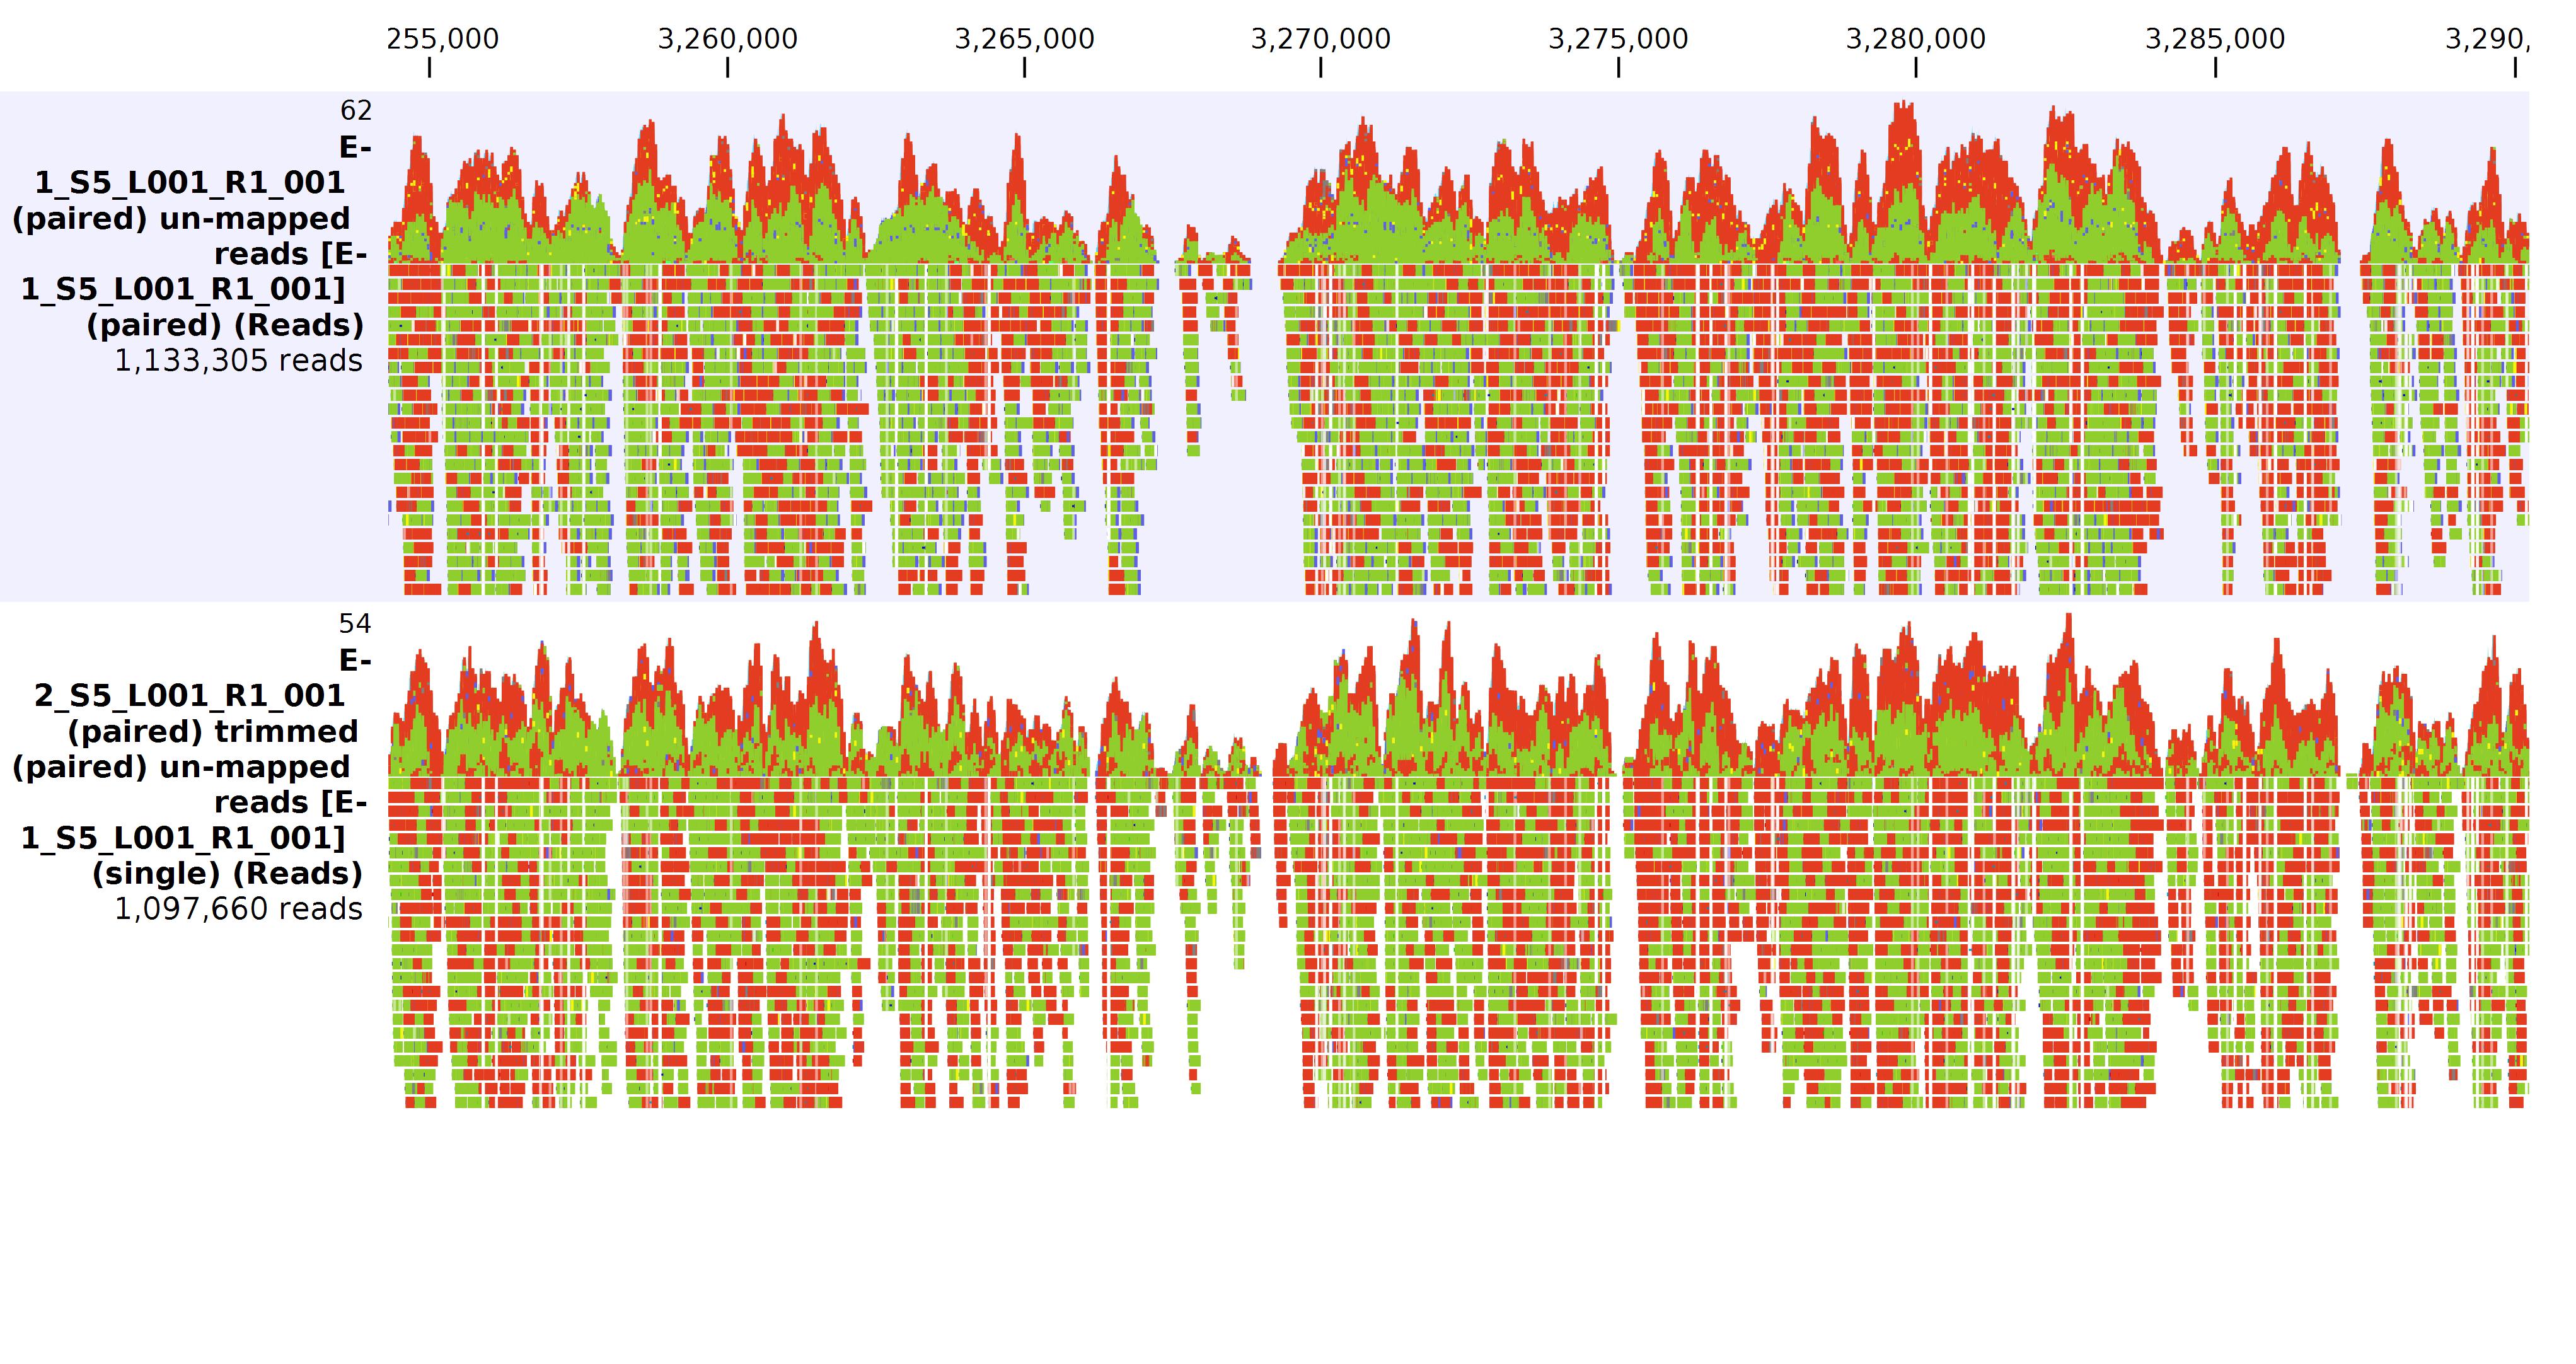 255,000 3,260,000 3,265,000 3,270,000 3,275,000 3,280,000 3,285,000 3,290,
62
E-
1_S5_L001_R1_001
(paired) un-mapped
reads [E-
1_S5_L001_R1_001]
(paired) (Reads)
1,133,305 reads
54
E-
2_S5_L001_R1_001
(paired) trimmed
(paired) un-mapped
reads [E-
1_S5_L001_R1_001]
(single) (Reads)
1,097,660 reads